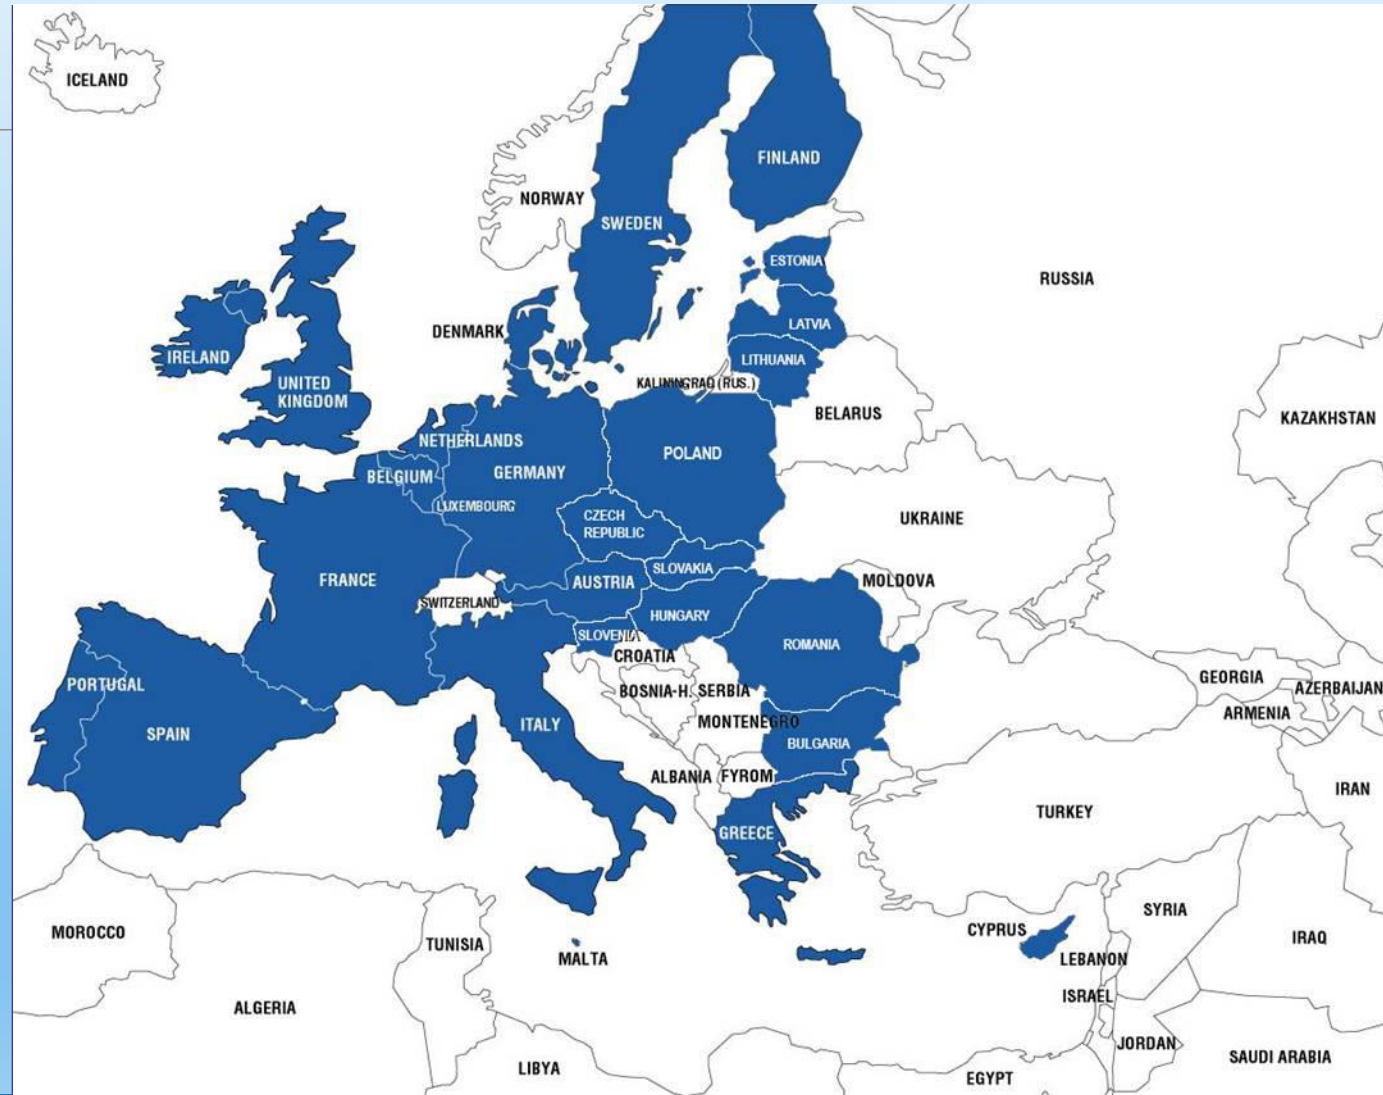 ICELAND
FINLAND
NORWAY
SWEDEN
ESTONIA
RUSSIA
LATVIA
DENMARK
IRELAND
LITHUANIA
UNITED
KINGDOM
KALININGRAD (RUS.)
BELARUS
KAZAKHSTAN
NETHERLANDS
POLAND
BELGIUM
GERMANY
LUXEMBOURG
CZECH
REPUBLIC
UKRAINE
SLOVAKIA
FRANCE
AUSTRIA
MOLDOVA
SWITZERLAND
HUNGARY
SLOVENIA
ROMANIA
CROATIA
GEORGIA
PORTUGAL
BOSNIA-H.
SERBIA
AZERBAIJAN
ARMENIA
MONTENEGRO
ITALY
SPAIN
BULGARIA
ALBANIA
FYROM
IRAN
TURKEY
GREECE
SYRIA
CYPRUS
MOROCCO
TUNISIA
IRAQ
MALTA
LEBANON
ISRAEL
ALGERIA
JORDAN
SAUDI ARABIA
LIBYA
EGYPT